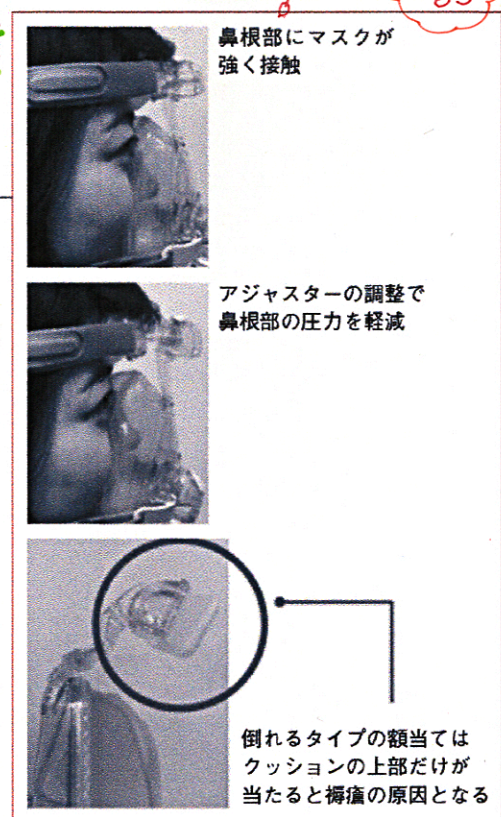 鼻根部にマスクが
強く接触
アジャスターの調整で
鼻根部の圧力を軽減
倒れるタイプの額当ては
クッションの上部だけが
当たると褥瘡の原因となる